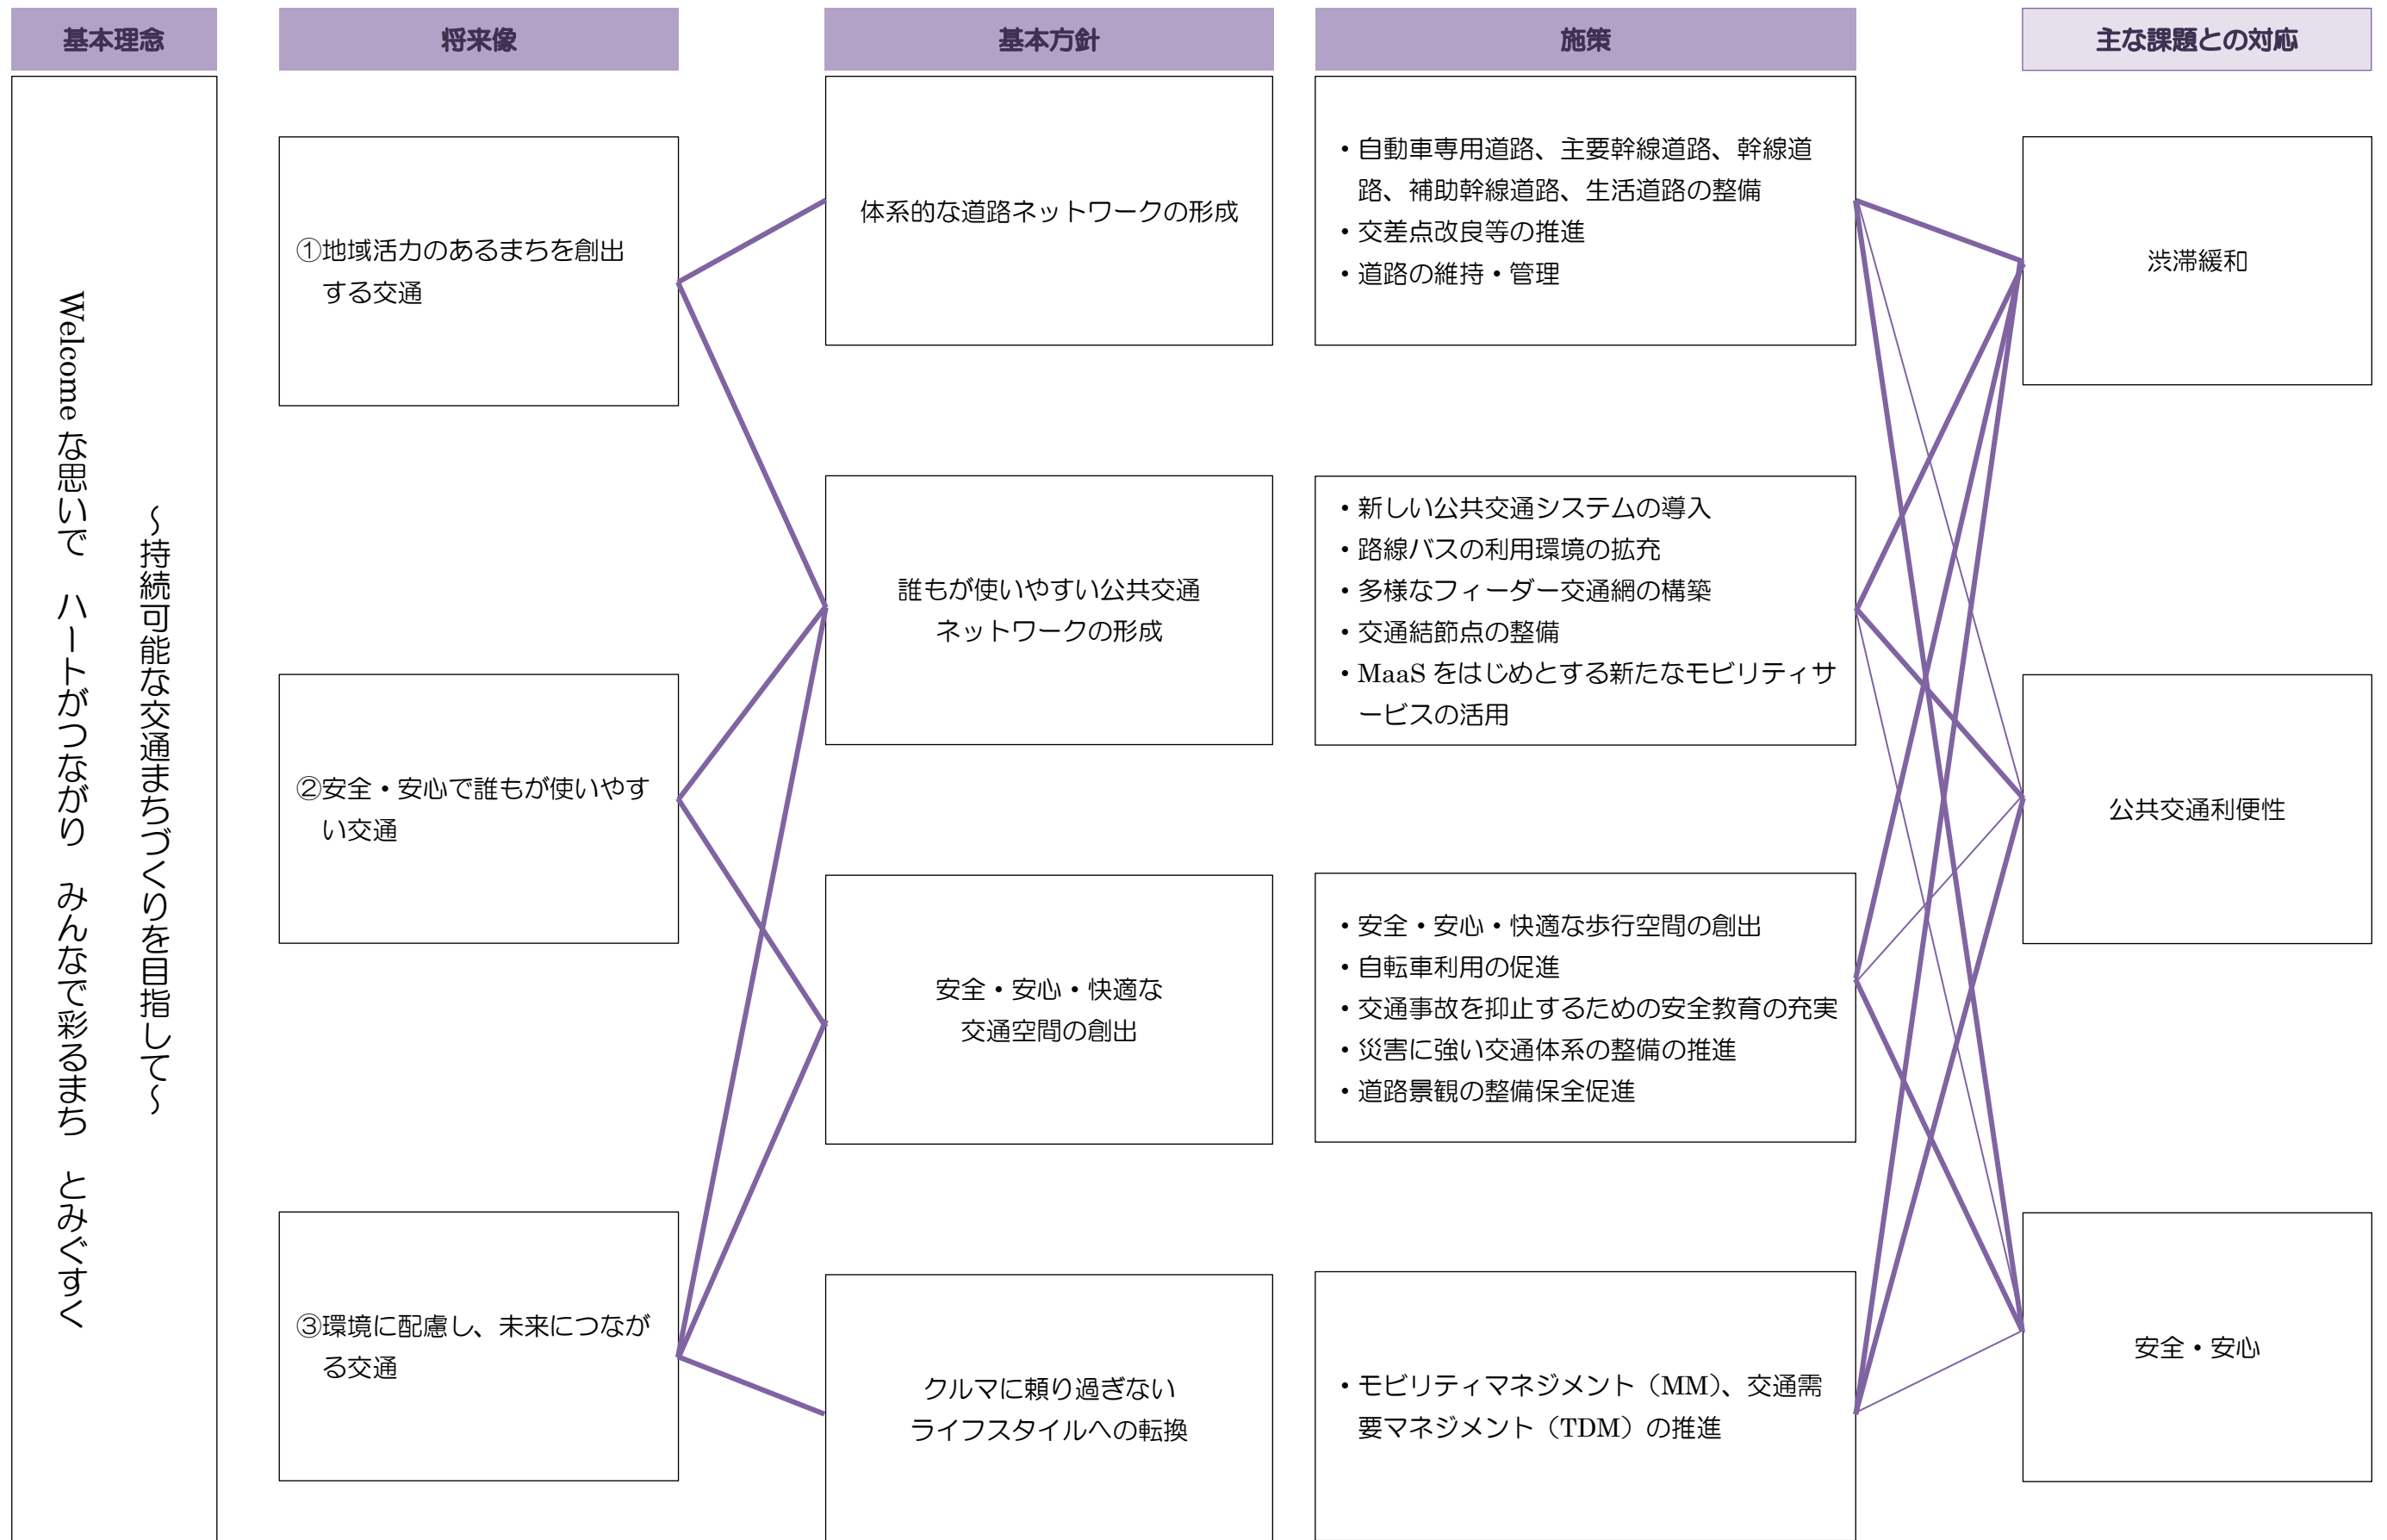 基本理念
将来像
基本方針
施策
主な課題との対応
Welcome な思いで　ハートがつながり　みんなで彩るまち　とみぐすく
～持続可能な交通まちづくりを目指して～
①地域活力のあるまちを創出
する交通
②安全・安心で誰もが使いやす
い交通
③環境に配慮し、未来につなが
る交通
体系的な道路ネットワークの形成
誰もが使いやすい公共交通
ネットワークの形成
安全・安心・快適な
交通空間の創出
クルマに頼り過ぎない
ライフスタイルへの転換
・自動車専用道路、主要幹線道路、幹線道
路、補助幹線道路、生活道路の整備
・交差点改良等の推進
・道路の維持・管理
・新しい公共交通システムの導入
・路線バスの利用環境の拡充
・多様なフィーダー交通網の構築
・交通結節点の整備
・MaaS をはじめとする新たなモビリティサ
ービスの活用
・安全・安心・快適な歩行空間の創出
・自転車利用の促進
・交通事故を抑止するための安全教育の充実
・災害に強い交通体系の整備の推進
・道路景観の整備保全促進
・モビリティマネジメント（MM）、交通需
要マネジメント（TDM）の推進
渋滞緩和
公共交通利便性
安全・安心